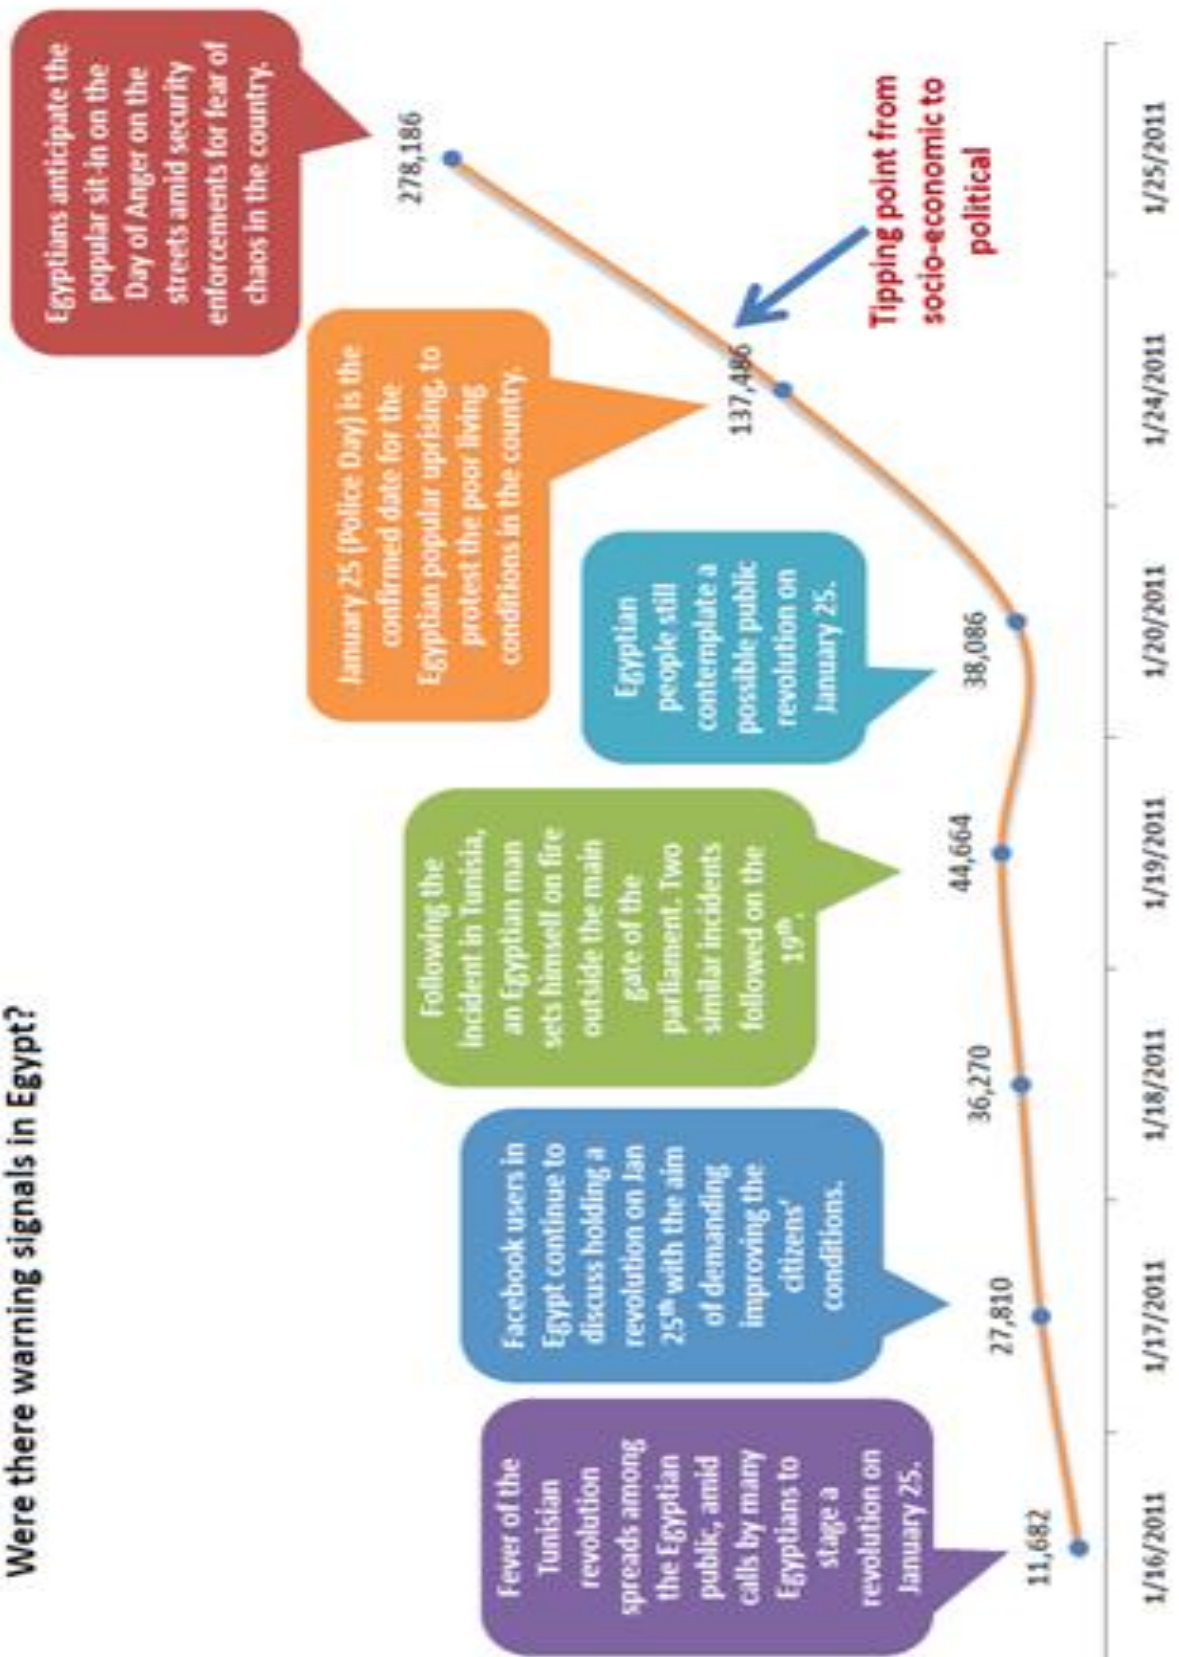 Were there warning signals in Egypt?
Fever of the
Tunisian
revolution
spreads among
the Egyptian
public, amid
calls by many
Egyptians to
stage a
revolution on
January 25.
11,682
Facebook users in
Egypt continue to
discuss holding a
revolution on Jan
25th with the aim
of demanding
improving the
citizens'
conditions.
27,810
36,270
Following the
incident in Tunisia,
an Egyptian man
sets himself on fire
outside the main
gate of the
parliament. Two
similar incidents
followed on the
19th.
44,664
Egyptian
people still
contemplate a
possible public
revolution on
January 25.
38,086
January 25 (Police Day) is the
confirmed date for the
Egyptian popular uprising, to
protest the poor living
conditions in the country.
137,486
Egyptians anticipate the
popular sit-in on the
Day of Anger on the
streets amid security
enforcements for fear of
chaos in the country.
278,186
Tipping point from
socio-economic to
political
1/16/2011
1/17/2011
1/18/2011
1/19/2011
1/20/2011
1/24/2011
1/25/2011